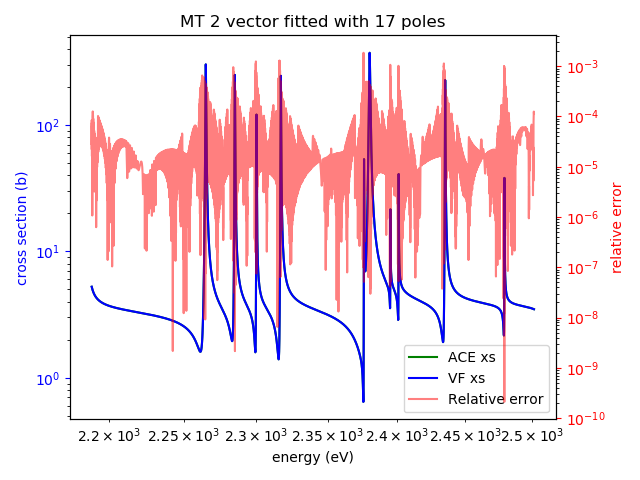 MT 2 vector fitted with 17 poles
cross section (b)
10²
10¹
10⁰
10⁻³
10⁻⁴
10⁻⁵
10⁻⁶
10⁻⁷
10⁻⁸
10⁻⁹
10⁻¹⁰
relative error
ACE xs
VF xs
Relative error
2.2 × 10³ 2.25 × 10³ 2.3 × 10³ 2.35 × 10³ 2.4 × 10³ 2.45 × 10³ 2.5 × 10³
energy (eV)